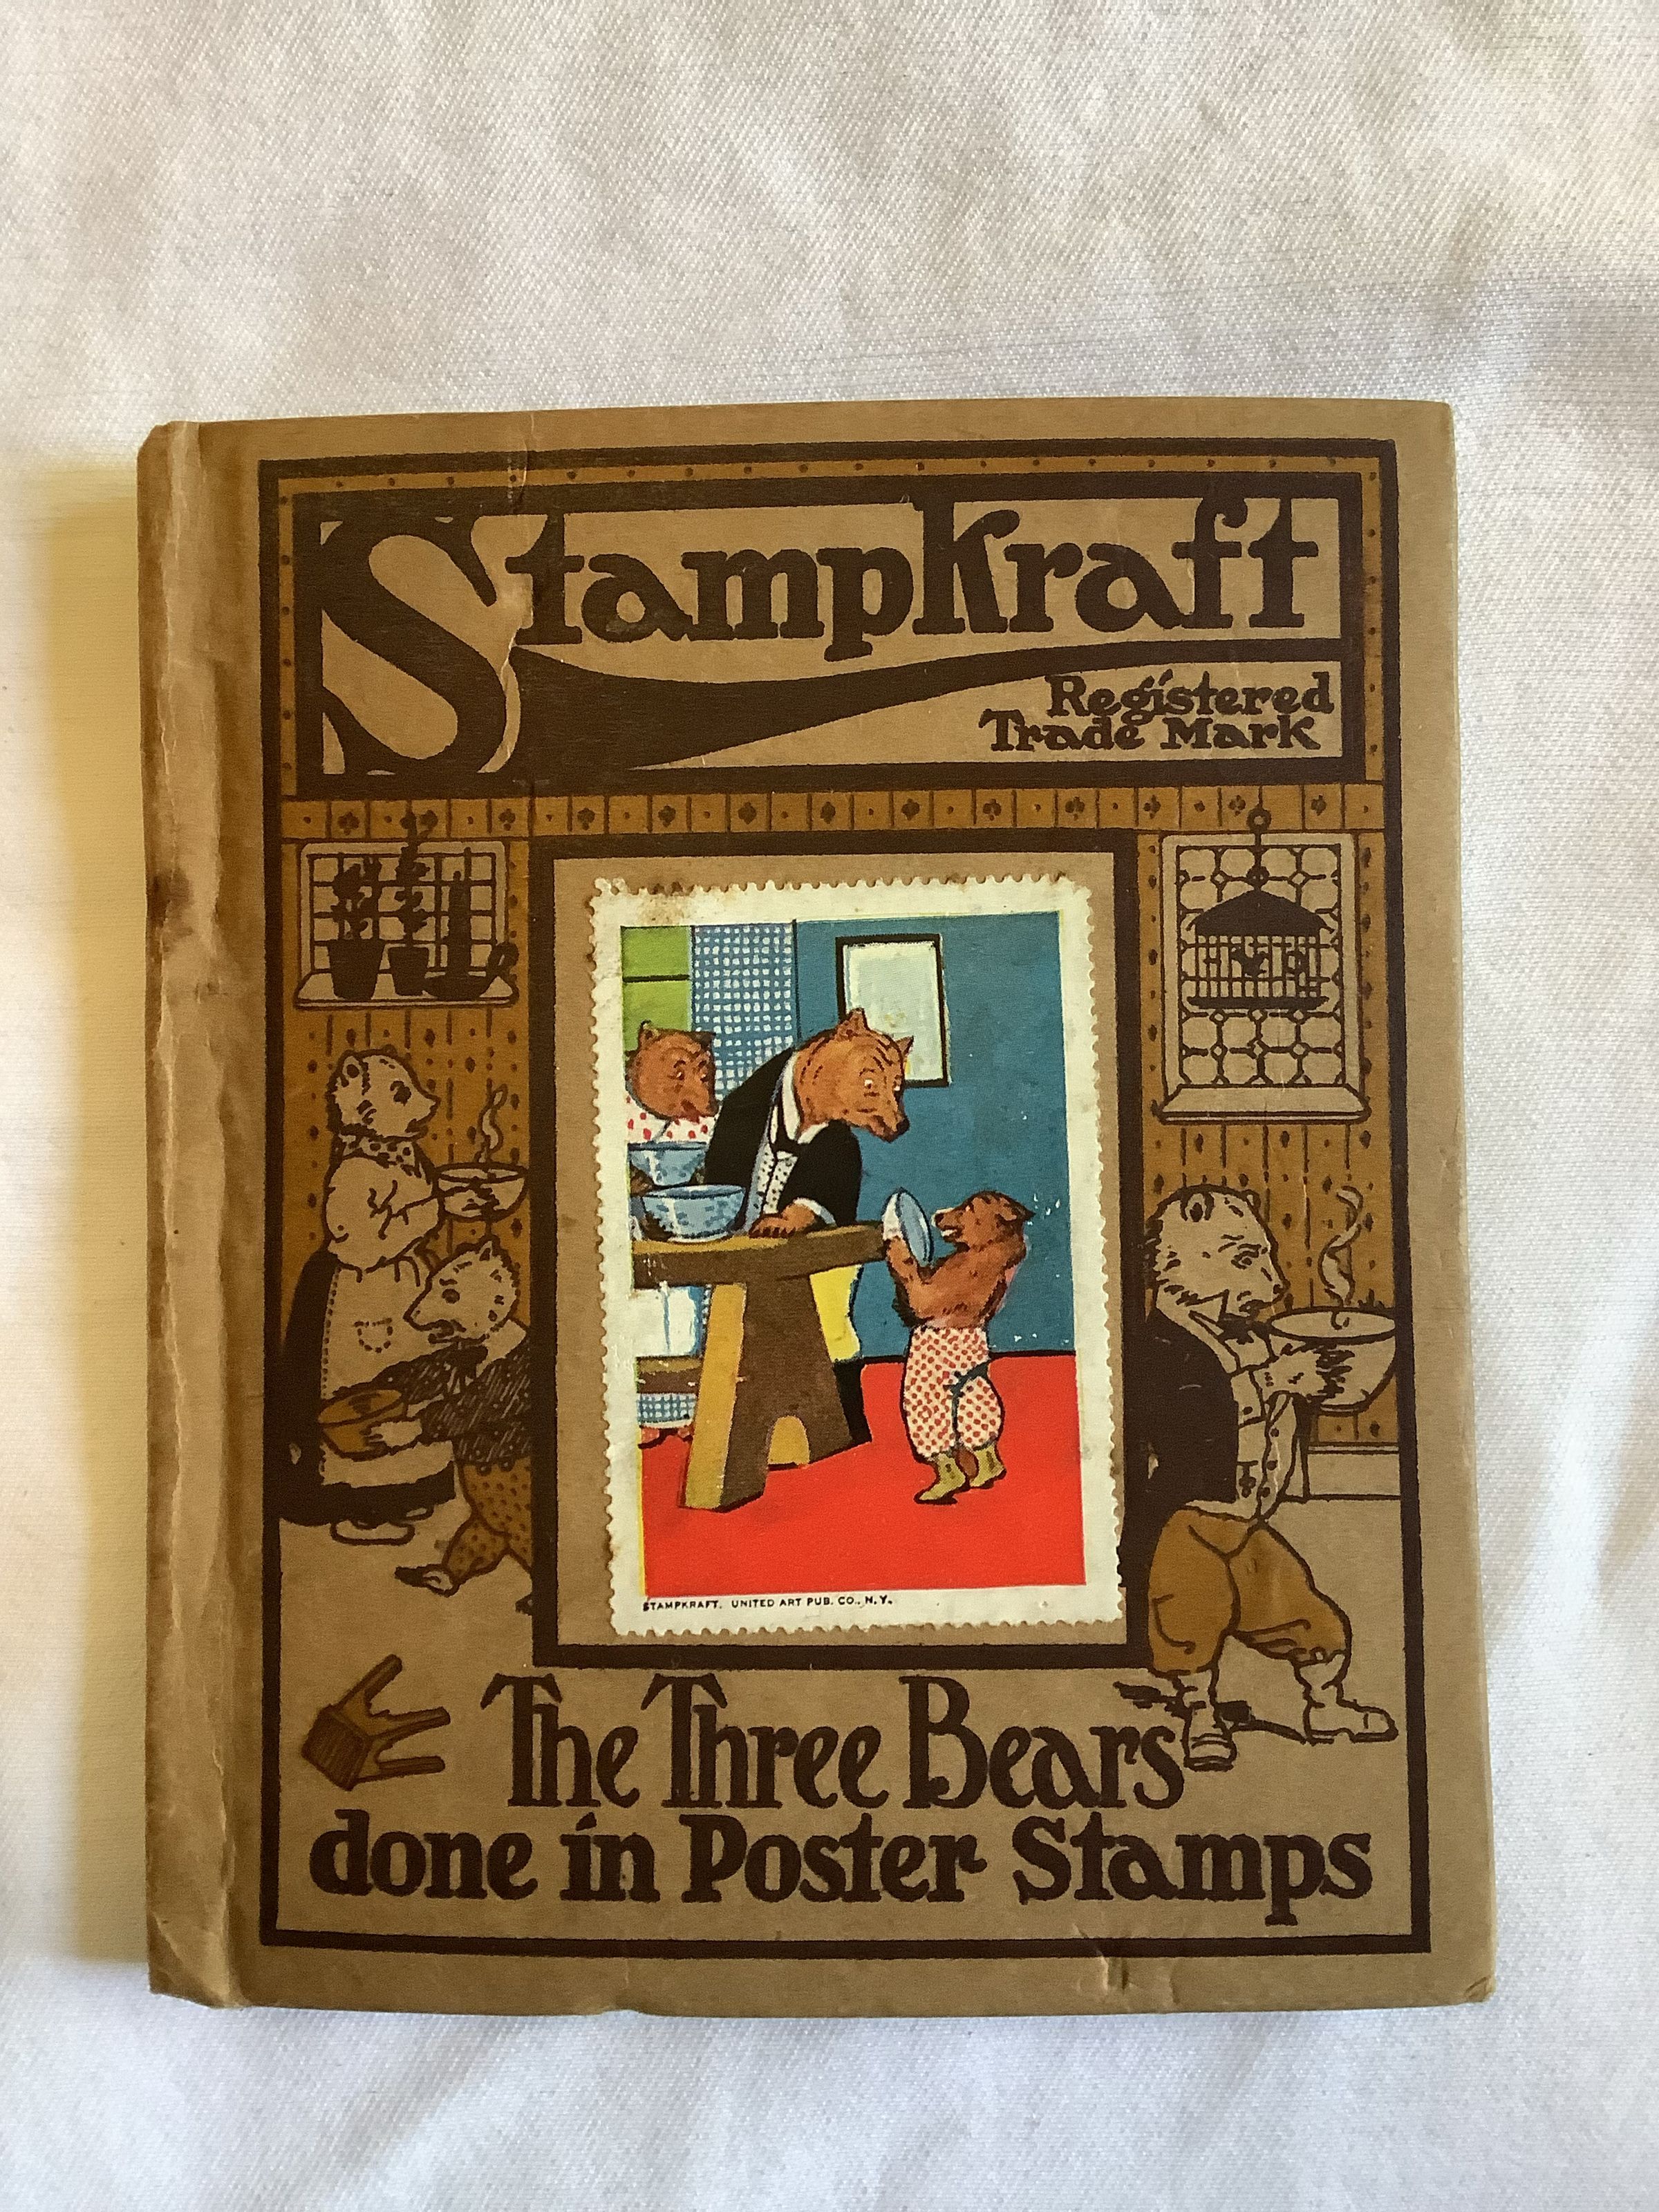 StampKraft
Registered
Trade Mark
STAMPKRAFT. UNITED ART PUB. CO., N.Y.
The Three Bears
done in Poster Stamps